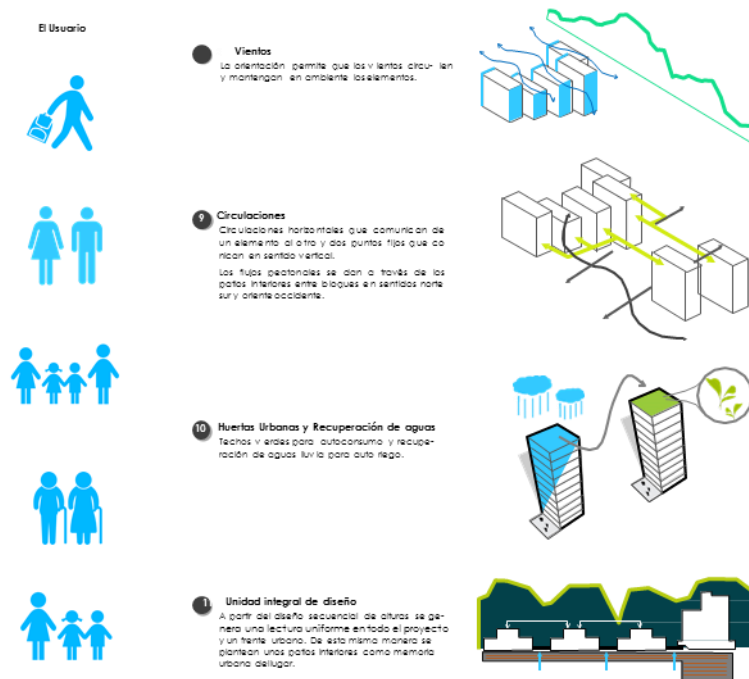 El Usuario
Vientos
La orientación permite que los vientos circu- len
y mantengan en ambiente loselementos.
9 Circulaciones
Circulaciones horizontales que comunican de
un elemento al otro y dos puntos fijos que co
nican en sentido vertical.
Los flujos peatonales se dan a través de los
patios interiores entre bloques en sentidos norte
sur y oriente occidente.
10 Huertas Urbanas y Recuperación de aguas
Techos verdes para autoconsumo y recupe-
ración de aguas lluvia para auto riego.
1 Unidad integral de diseño
A partir del diseño secuencial de alturas se ge-
nera una lectura uniforme en todo el proyecto
y un frente urbano. De esta misma manera se
plantean unos patios interiores como memoria
urbana dellugar.